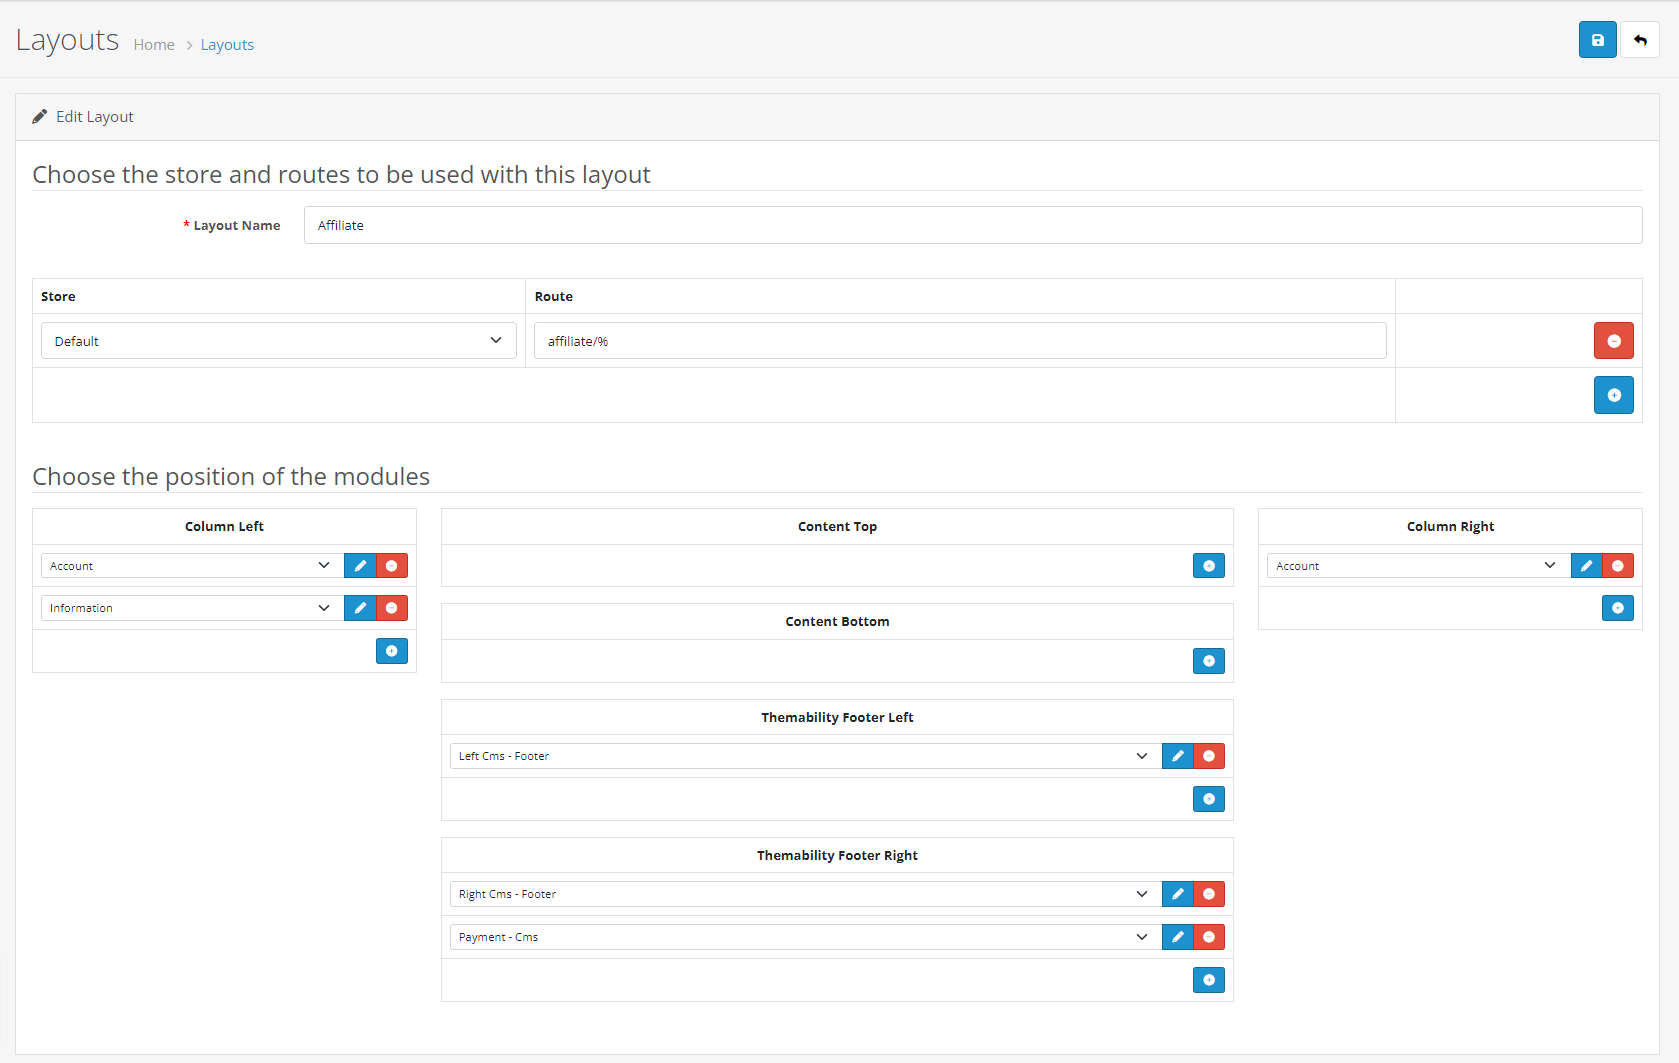 Layouts Home > Layouts
Edit Layout
Choose the store and routes to be used with this layout
* Layout Name Affiliate
Store Route
Default affiliate/%
Choose the position of the modules
Column Left
Account
Information
Content Top
Content Bottom
Themability Footer Left
Left Cms - Footer
Themability Footer Right
Right Cms - Footer
Payment - Cms
Column Right
Account